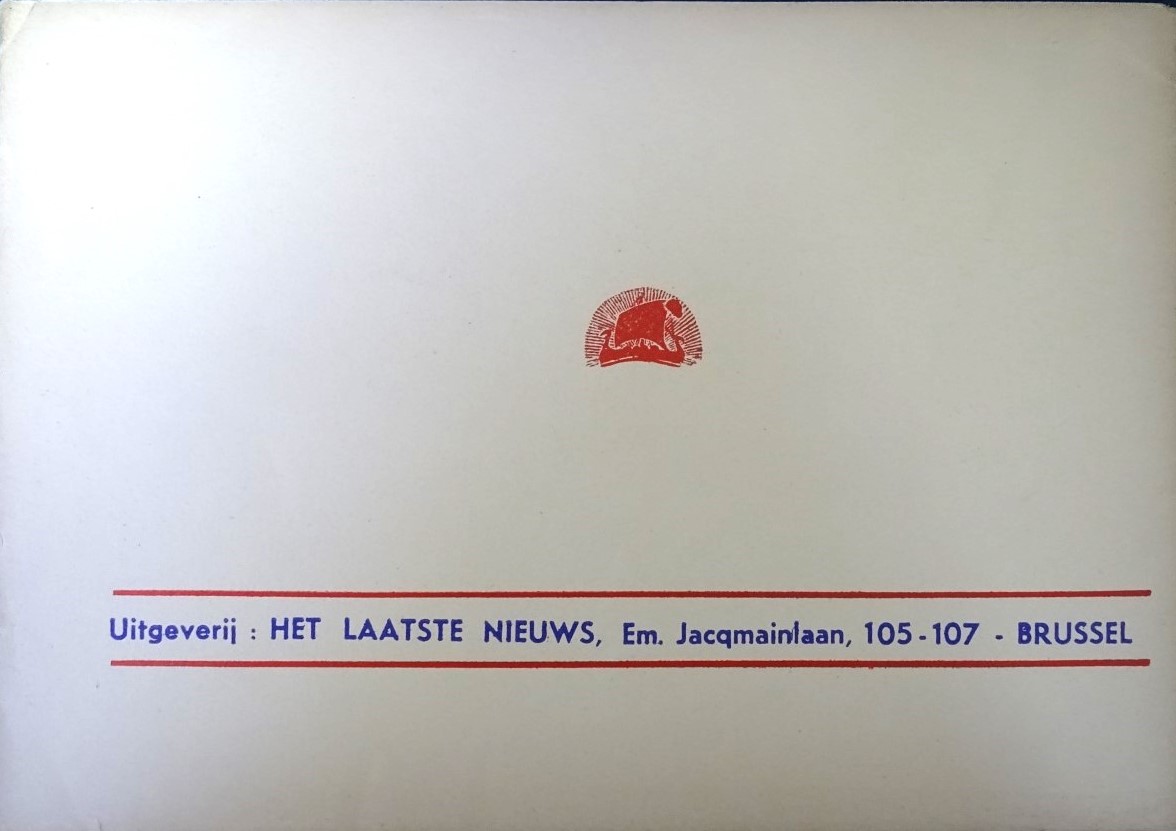 Uitgeverij : HET LAATSTE NIEUWS, Em. Jacqmainlaan, 105-107 - BRUSSEL